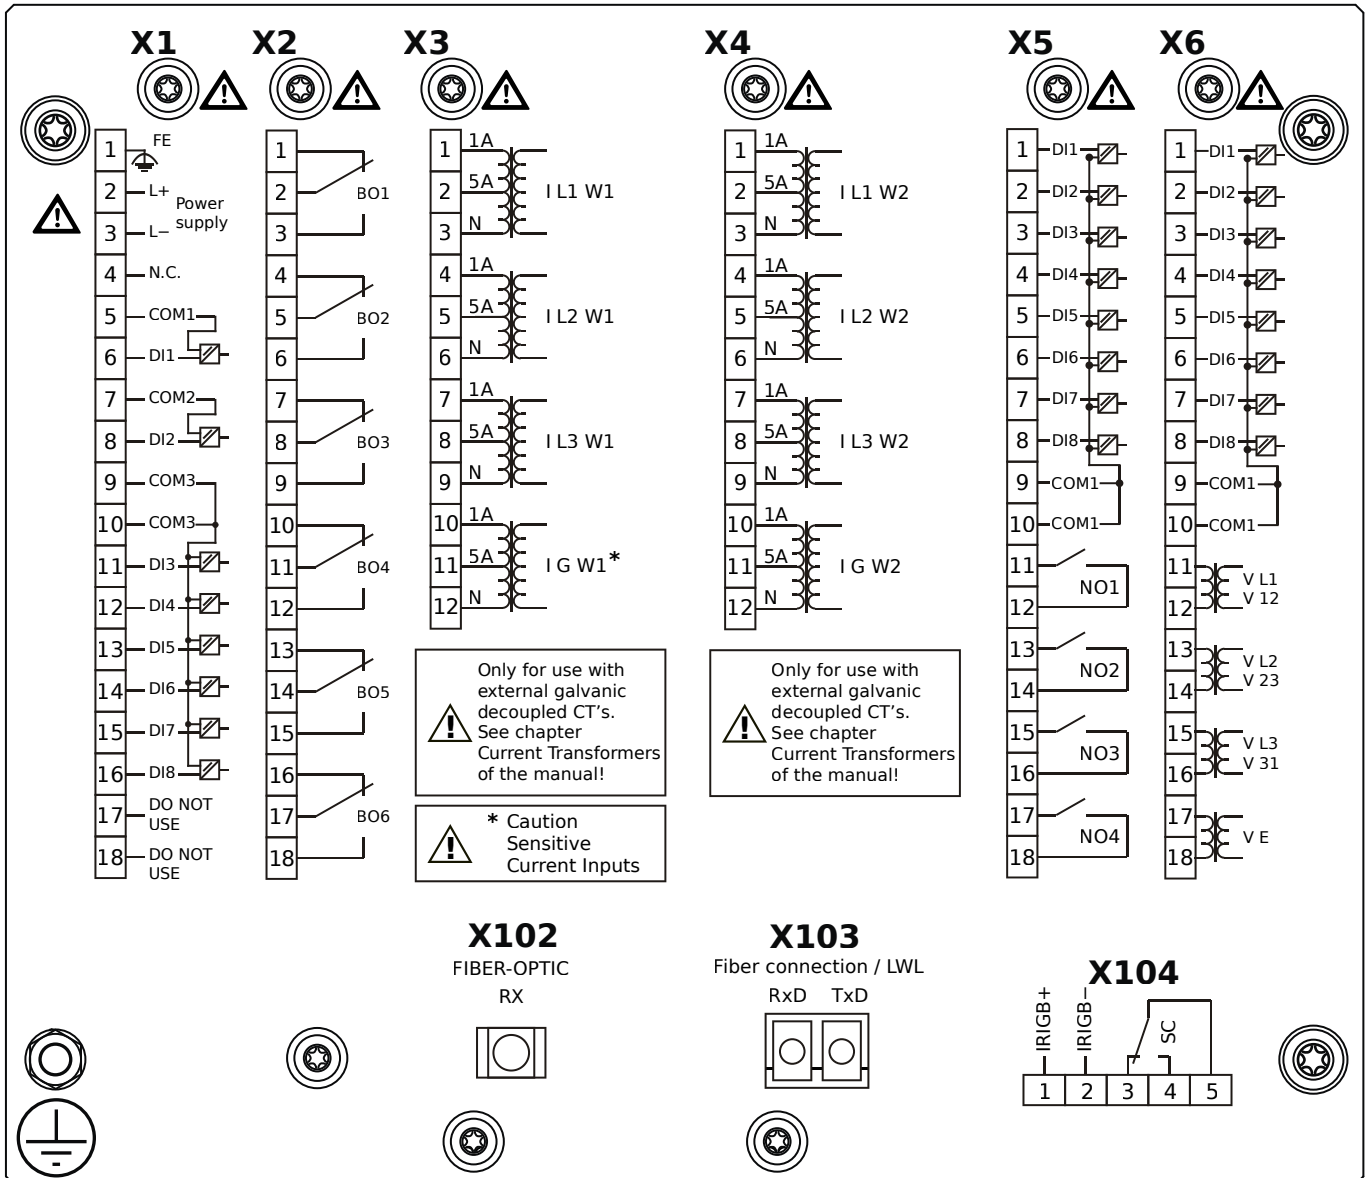 X1 X2 X3 X4 X5 X6
1 FE
2 L+ Power
supply
3 L−
4 N.C.
5 COM1
6 DI1
7 COM2
8 DI2
9 COM3
10 COM3
11 DI3
12 DI4
13 DI5
14 DI6
15 DI7
16 DI8
17 DO NOT
USE
18 DO NOT
USE
1
2 BO1
3
4
5 BO2
6
7
8 BO3
9
10
11 BO4
12
13
14 BO5
15
16
17 BO6
18
1 1A
2 5A I L1 W1
3 N
4 1A
5 5A I L2 W1
6 N
7 1A
8 5A I L3 W1
9 N
10 1A
11 5A I G W1*
12 N
Only for use with
external galvanic
decoupled CT's.
See chapter
Current Transformers
of the manual!
* Caution
Sensitive
Current Inputs
1 1A
2 5A I L1 W2
3 N
4 1A
5 5A I L2 W2
6 N
7 1A
8 5A I L3 W2
9 N
10 1A
11 5A I G W2
12 N
Only for use with
external galvanic
decoupled CT's.
See chapter
Current Transformers
of the manual!
1 DI1
2 DI2
3 DI3
4 DI4
5 DI5
6 DI6
7 DI7
8 DI8
9 COM1
10 COM1
11
NO1
12
13
NO2
14
15
NO3
16
17
NO4
18
1 DI1
2 DI2
3 DI3
4 DI4
5 DI5
6 DI6
7 DI7
8 DI8
9 COM1
10 COM1
11 V L1
12 V 12
13 V L2
14 V 23
15 V L3
16 V 31
17
V E
18
X102
FIBER-OPTIC
RX
X103
Fiber connection / LWL
RxD TxD
X104
IRIGB+ IRIGB− SC
1 2 3 4 5